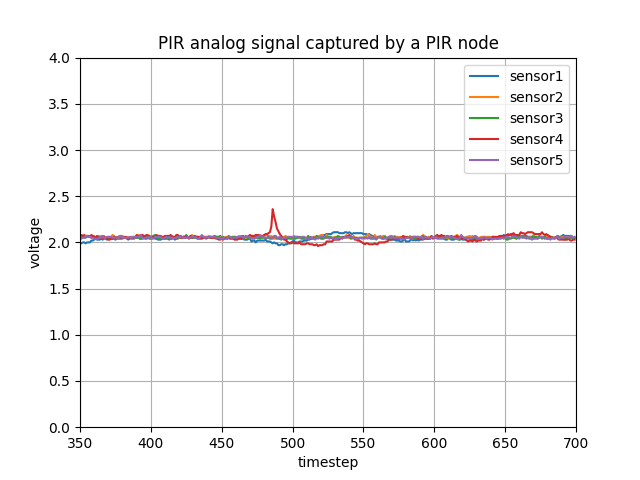 PIR analog signal captured by a PIR node
sensor1
sensor2
sensor3
sensor4
sensor5
voltage
4.0
3.5
3.0
2.5
2.0
1.5
1.0
0.5
0.0
350 400 450 500 550 600 650 700
timestep